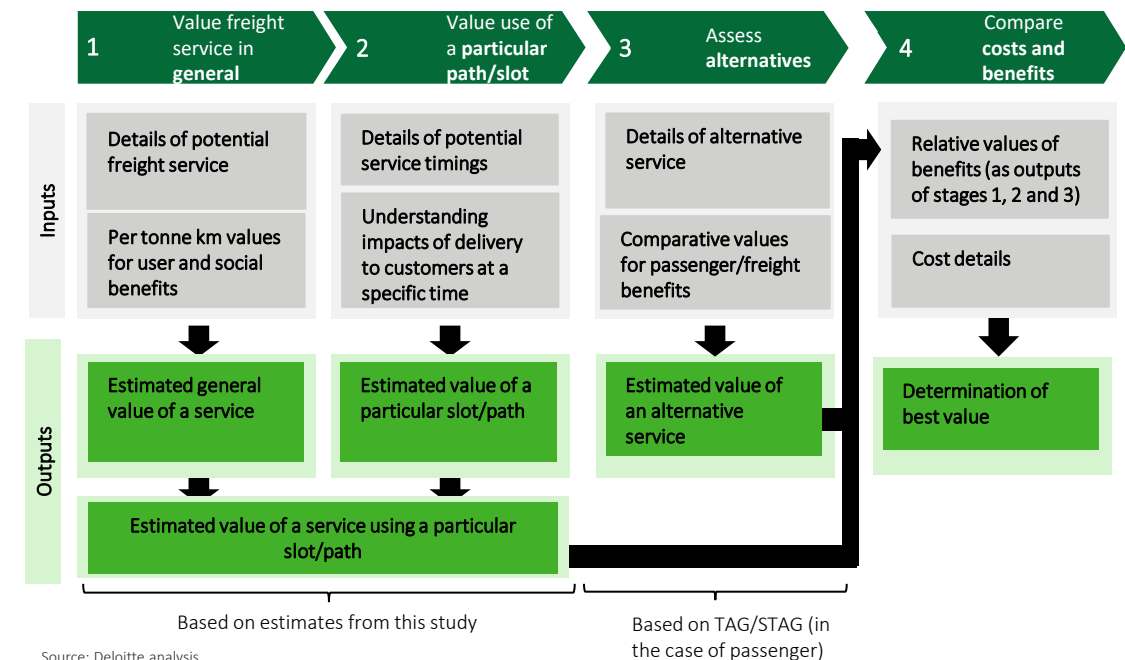 1
Value freight
service in
general
2
Value use of
a particular
path/slot
3
Assess
alternatives
4
Compare
costs and
benefits
Inputs
Details of potential
freight service
Per tonne km values
for user and social
benefits
Details of potential
service timings
Understanding
impacts of delivery
to customers at a
specific time
Details of alternative
service
Comparative values
for passenger/freight
benefits
Relative values of
benefits (as outputs
of stages 1, 2 and 3)
Cost details
Outputs
Estimated general
value of a service
Estimated value of a
particular slot/path
Estimated value of
an alternative
service
Determination of
best value
Estimated value of a service using a particular
slot/path
Based on estimates from this study
Based on TAG/STAG (in
the case of passenger)
Source: Deloitte analysis